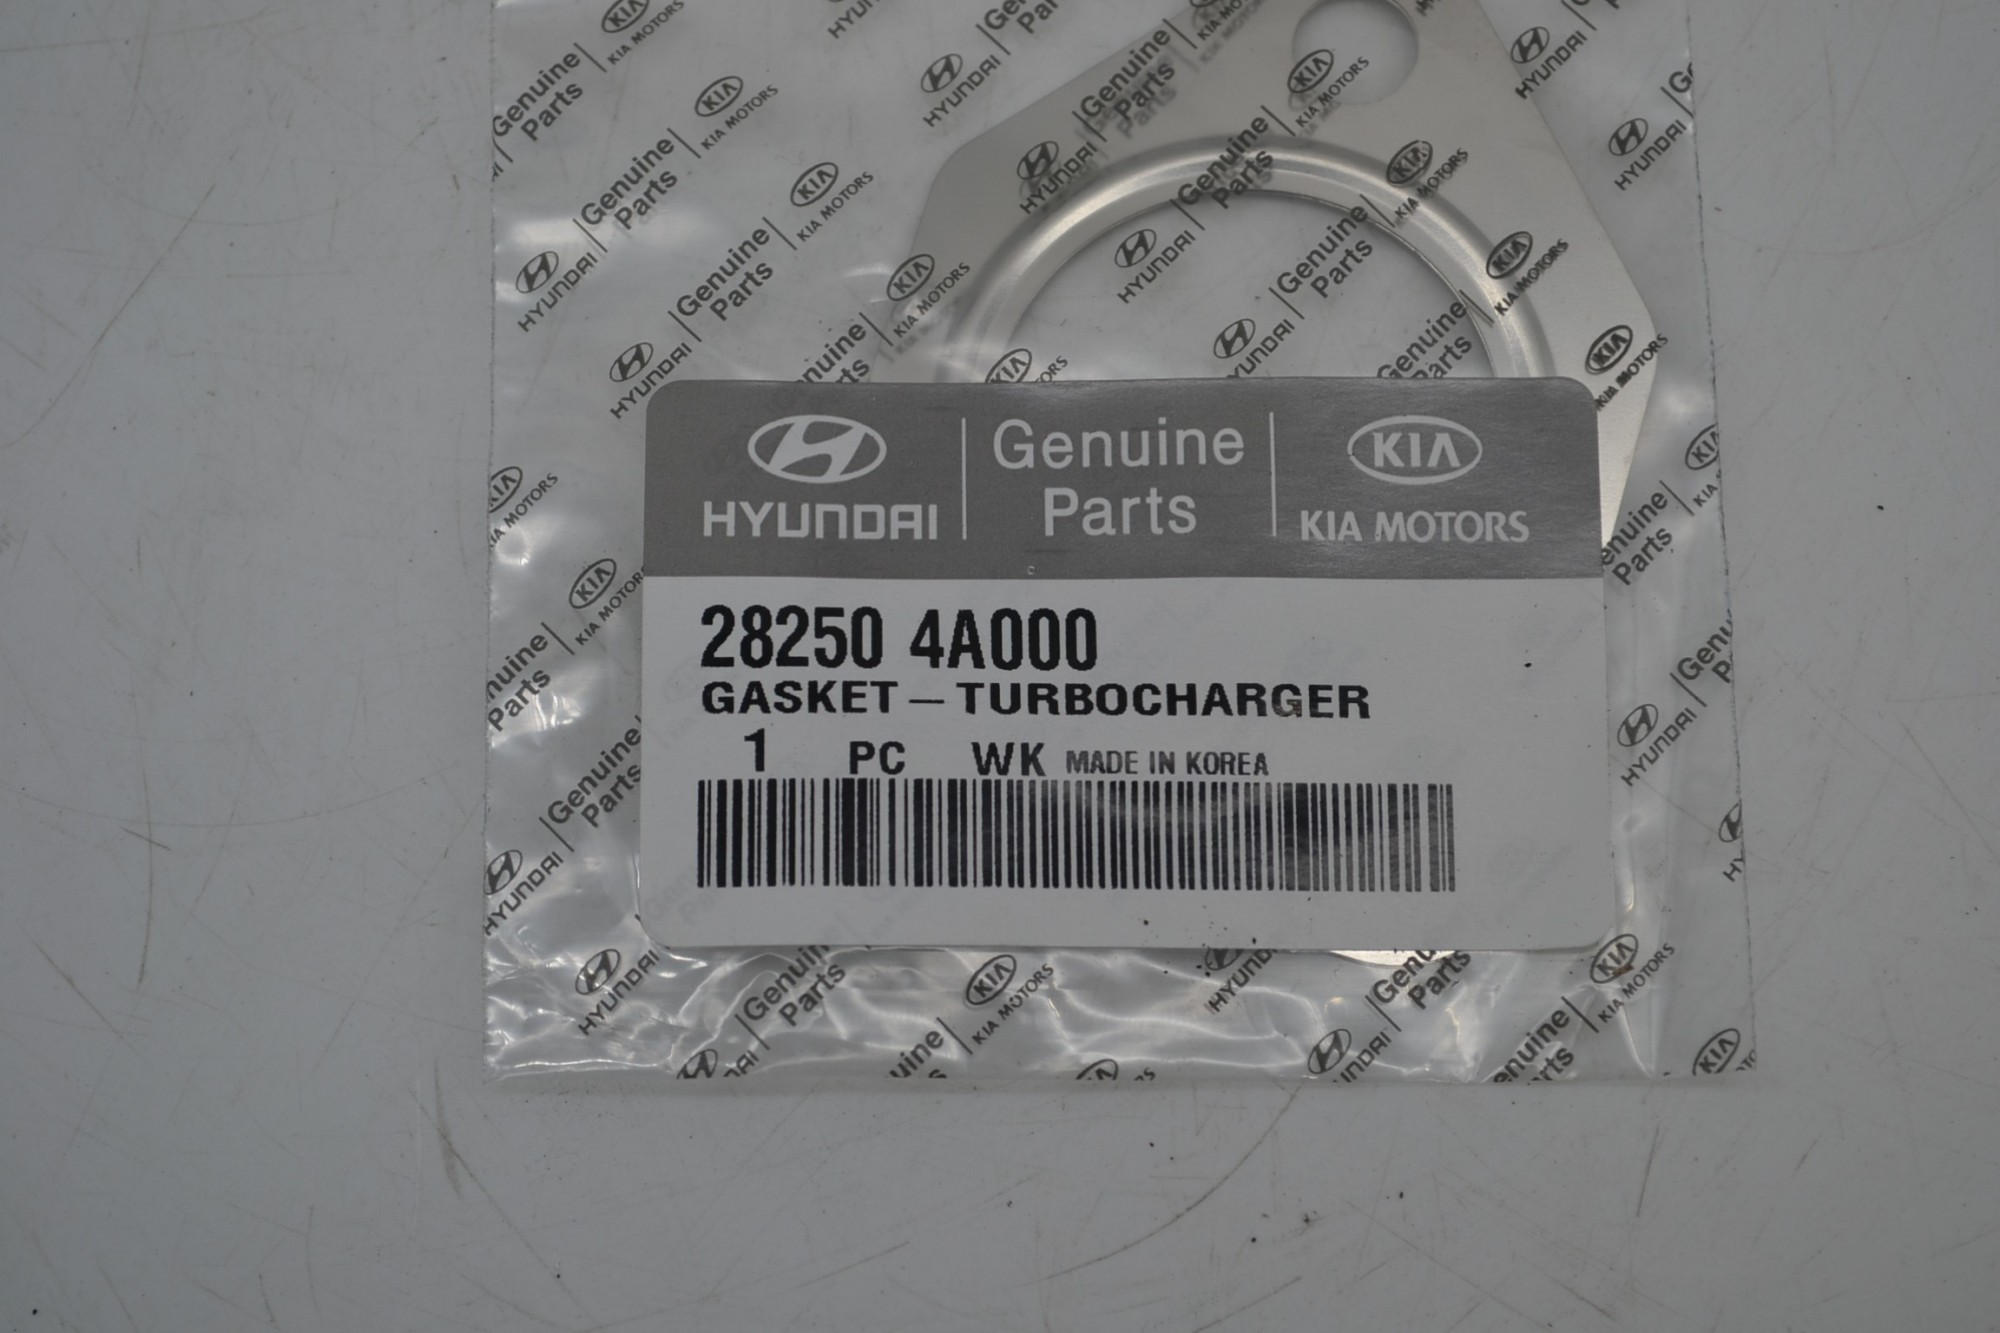 HYUNDAI
Genuine
Parts
KIA
KIA MOTORS
28250 4A000
GASKET – TURBOCHARGER
1 PC WK MADE IN KOREA